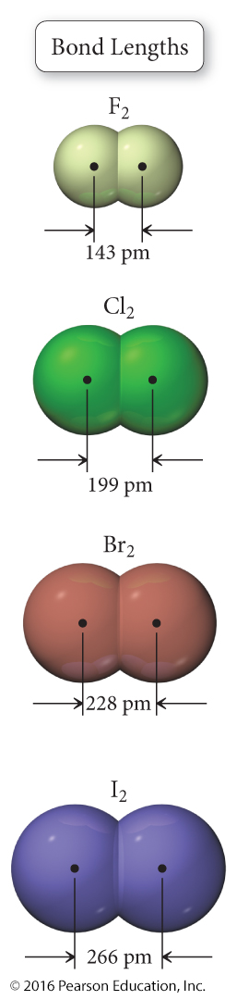 Bond Lengths
F₂
143 pm
Cl₂
199 pm
Br₂
228 pm
I₂
266 pm
© 2016 Pearson Education, Inc.